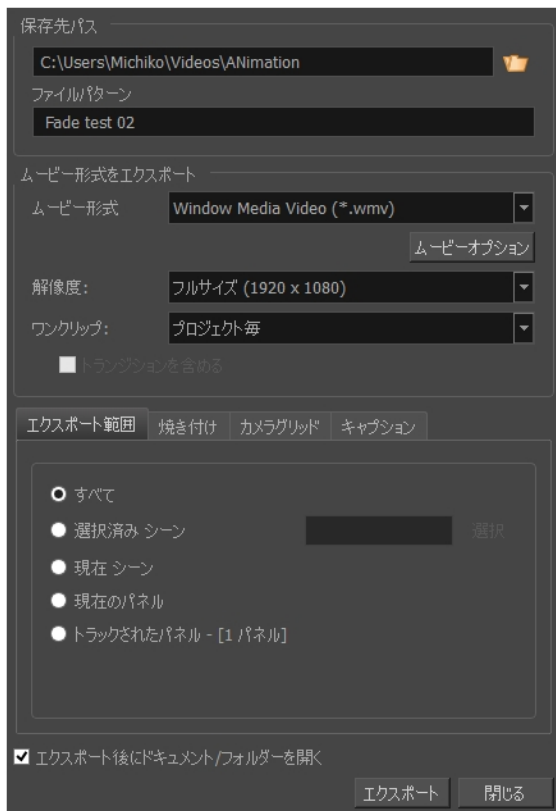 保存先パス
C:\Users\Michiko\Videos\ANimation
ファイルパターン
Fade test 02
ムービー形式をエクスポート
ムービー形式 Window Media Video (*.wmv)
ムービーオプション
解像度: フルサイズ (1920 x 1080)
ワンクリップ: プロジェクト毎
トランジションを含める
エクスポート範囲 焼き付け カメラグリッド キャプション
すべて
選択済み シーン 選択
現在 シーン
現在のパネル
トラックされたパネル - [1 パネル]
エクスポート後にドキュメント/フォルダーを開く
エクスポート 閉じる